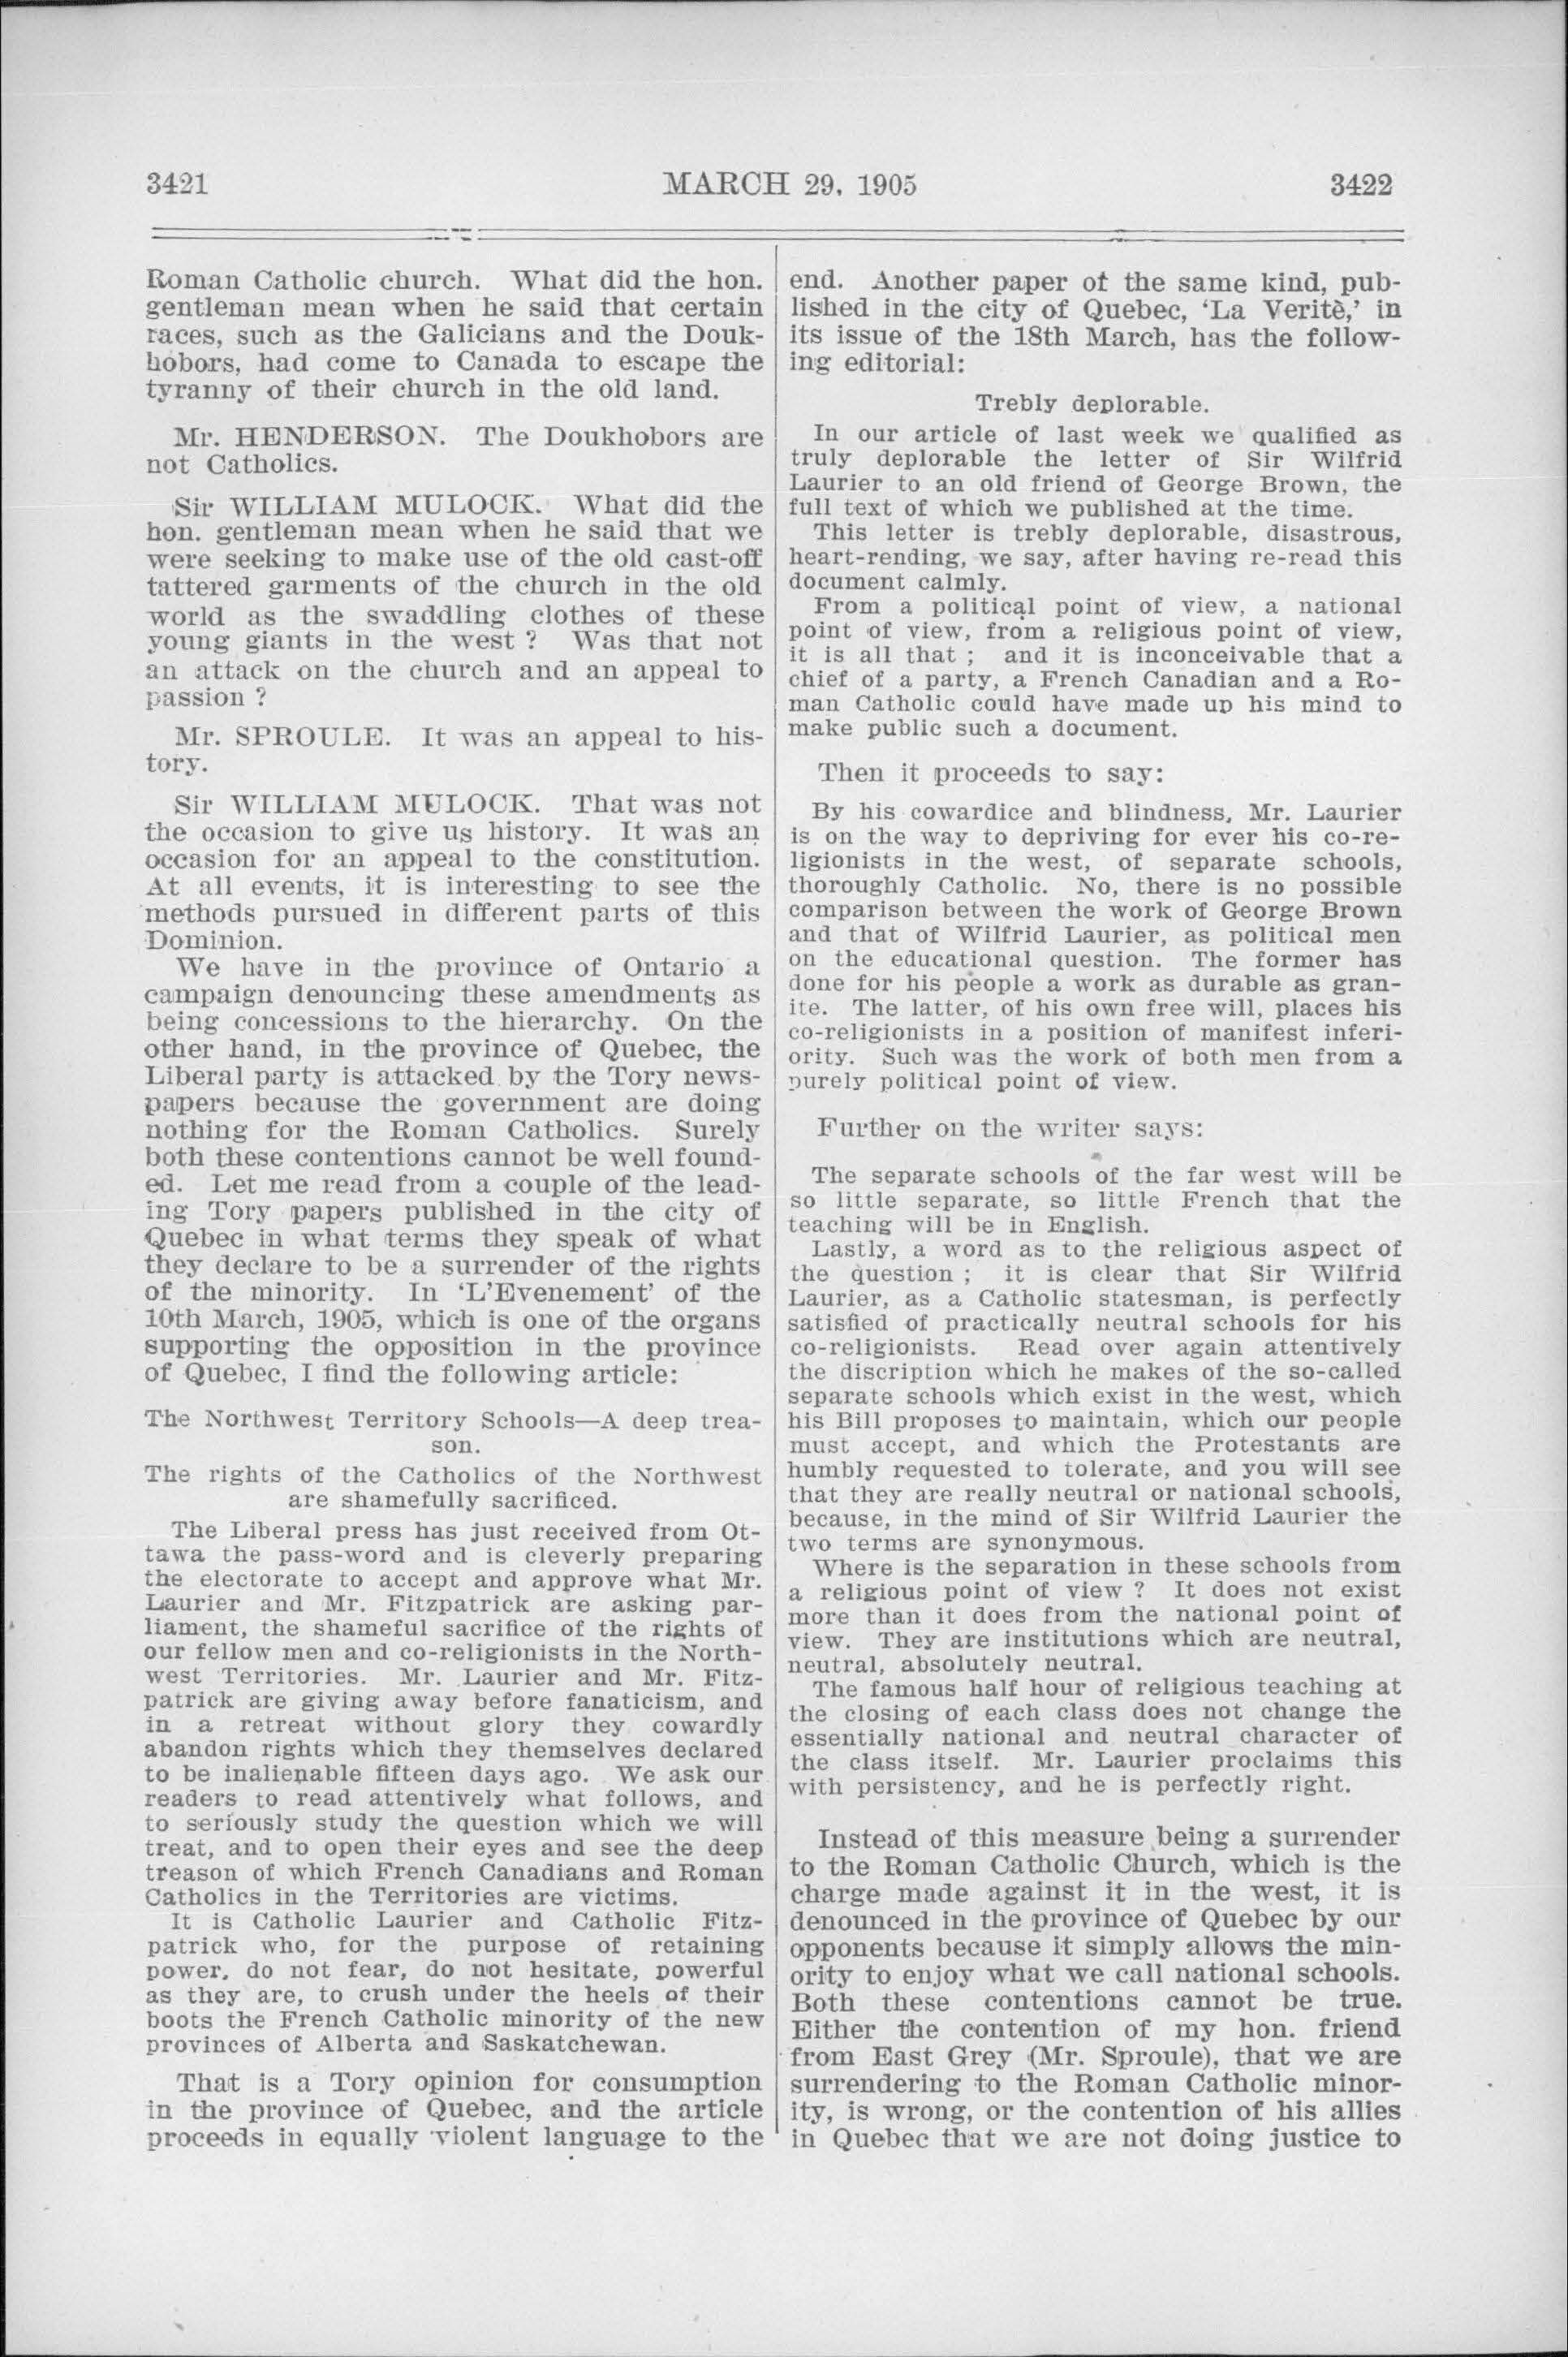 3421
MARCH 29, 1905
3422
Roman Catholic church. What did the hon.
gentleman mean when he said that certain
races, such as the Galicians and the Douk-
hobors, had come to Canada to escape the
tyranny of their church in the old land.
Mr. HENDERSON. The Doukhobors are
not Catholics.
Sir WILLIAM MULOCK. What did the
hon. gentleman mean when he said that we
were seeking to make use of the old cast-off
tattered garments of the church in the old
world as the swaddling clothes of these
young giants in the west ? Was that not
an attack on the church and an appeal to
passion ?
Mr. SPROULE. It was an appeal to his-
tory.
Sir WILLIAM MULOCK. That was not
the occasion to give us history. It was an
occasion for an appeal to the constitution.
At all events, it is interesting to see the
methods pursued in different parts of this
Dominion.
We have in the province of Ontario a
campaign denouncing these amendments as
being concessions to the hierarchy. On the
other hand, in the province of Quebec, the
Liberal party is attacked by the Tory news-
papers because the government are doing
nothing for the Roman Catholics. Surely
both these contentions cannot be well found-
ed. Let me read from a couple of the lead-
ing Tory papers published in the city of
Quebec in what terms they speak of what
they declare to be a surrender of the rights
of the minority. In 'L'Evenement' of the
10th March, 1905, which is one of the organs
supporting the opposition in the province
of Quebec, I find the following article:
The Northwest Territory Schools—A deep trea-
son.
The rights of the Catholics of the Northwest
are shamefully sacrificed.
The Liberal press has just received from Ot-
tawa the pass-word and is cleverly preparing
the electorate to accept and approve what Mr.
Laurier and Mr. Fitzpatrick are asking par-
liament, the shameful sacrifice of the rights of
our fellow men and co-religionists in the North-
west Territories. Mr. Laurier and Mr. Fitz-
patrick are giving away before fanaticism, and
in a retreat without glory they cowardly
abandon rights which they themselves declared
to be inalienable fifteen days ago. We ask our
readers to read attentively what follows, and
to seriously study the question which we will
treat, and to open their eyes and see the deep
treason of which French Canadians and Roman
Catholics in the Territories are victims.
It is Catholic Laurier and Catholic Fitz-
patrick who, for the purpose of retaining
power, do not fear, do not hesitate, powerful
as they are, to crush under the heels of their
boots the French Catholic minority of the new
provinces of Alberta and Saskatchewan.
That is a Tory opinion for consumption
in the province of Quebec, and the article
proceeds in equally violent language to the
end. Another paper of the same kind, pub-
lished in the city of Quebec, 'La Veritè,' in
its issue of the 18th March, has the follow-
ing editorial:
Trebly deplorable.
In our article of last week we qualified as
truly deplorable the letter of Sir Wilfrid
Laurier to an old friend of George Brown, the
full text of which we published at the time.
This letter is trebly deplorable, disastrous,
heart-rending, we say, after having re-read this
document calmly.
From a political point of view, a national
point of view, from a religious point of view,
it is all that ; and it is inconceivable that a
chief of a party, a French Canadian and a Ro-
man Catholic could have made up his mind to
make public such a document.
Then it proceeds to say:
By his cowardice and blindness, Mr. Laurier
is on the way to depriving for ever his co-re-
ligionists in the west, of separate schools,
thoroughly Catholic. No, there is no possible
comparison between the work of George Brown
and that of Wilfrid Laurier, as political men
on the educational question. The former has
done for his people a work as durable as gran-
ite. The latter, of his own free will, places his
co-religionists in a position of manifest inferi-
ority. Such was the work of both men from a
purely political point of view.
Further on the writer says:
The separate schools of the far west will be
so little separate, so little French that the
teaching will be in English.
Lastly, a word as to the religious aspect of
the question ; it is clear that Sir Wilfrid
Laurier, as a Catholic statesman, is perfectly
satisfied of practically neutral schools for his
co-religionists. Read over again attentively
the discription which he makes of the so-called
separate schools which exist in the west, which
his Bill proposes to maintain, which our people
must accept, and which the Protestants are
humbly requested to tolerate, and you will see
that they are really neutral or national schools,
because, in the mind of Sir Wilfrid Laurier the
two terms are synonymous.
Where is the separation in these schools from
a religious point of view ? It does not exist
more than it does from the national point of
view. They are institutions which are neutral,
neutral, absolutely neutral.
The famous half hour of religious teaching at
the closing of each class does not change the
essentially national and neutral character of
the class itself. Mr. Laurier proclaims this
with persistency, and he is perfectly right.
Instead of this measure being a surrender
to the Roman Catholic Church, which is the
charge made against it in the west, it is
denounced in the province of Quebec by our
opponents because it simply allows the min-
ority to enjoy what we call national schools.
Both these contentions cannot be true.
Either the contention of my hon. friend
from East Grey (Mr. Sproule), that we are
surrendering to the Roman Catholic minor-
ity, is wrong, or the contention of his allies
in Quebec that we are not doing justice to